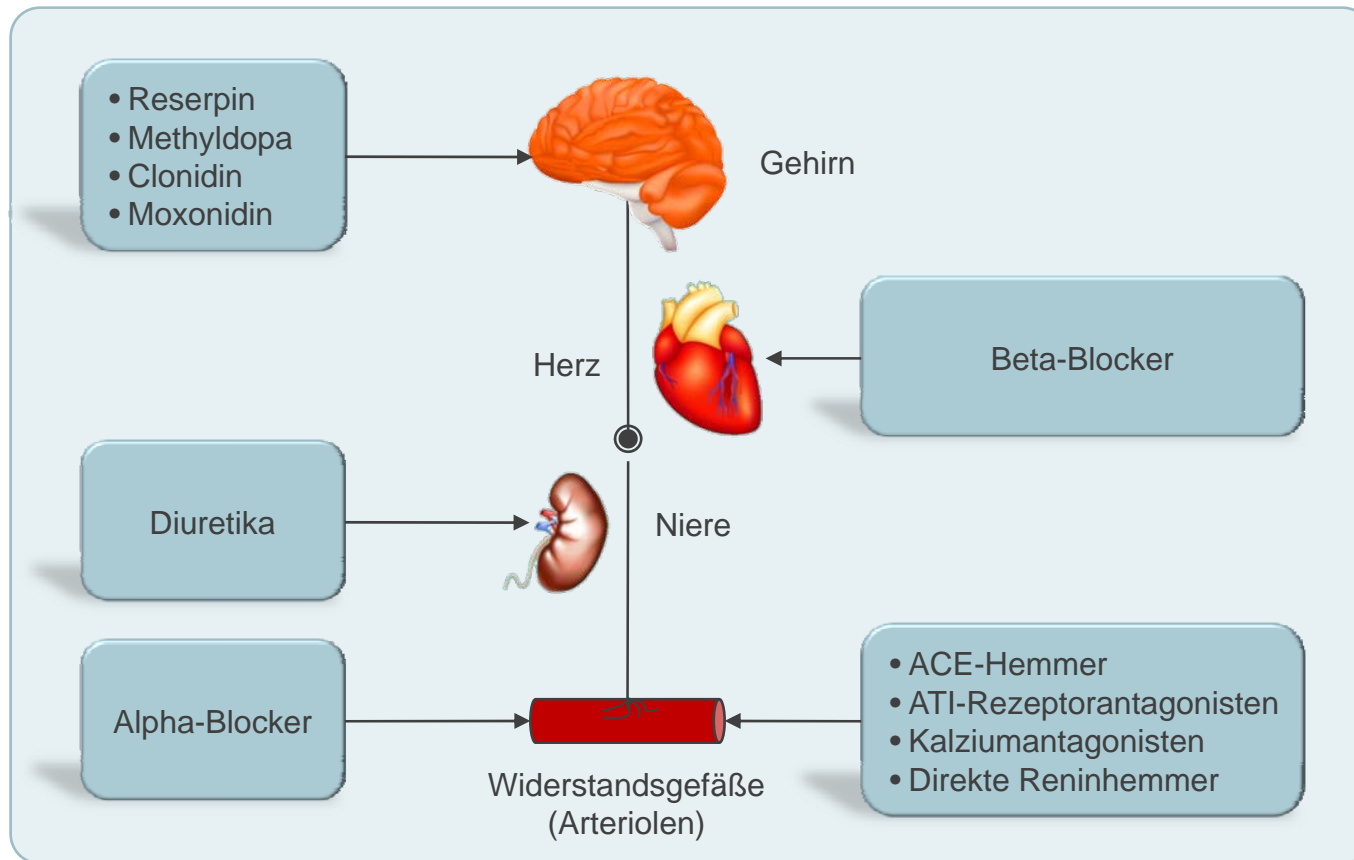 • Reserpin
• Methyldopa
• Clonidin
• Moxonidin
Gehirn
Herz
Beta-Blocker
Diuretika
Niere
Alpha-Blocker
Widerstandsgefäße
(Arteriolen)
• ACE-Hemmer
• ATI-Rezeptorantagonisten
• Kalziumantagonisten
• Direkte Reninhemmer